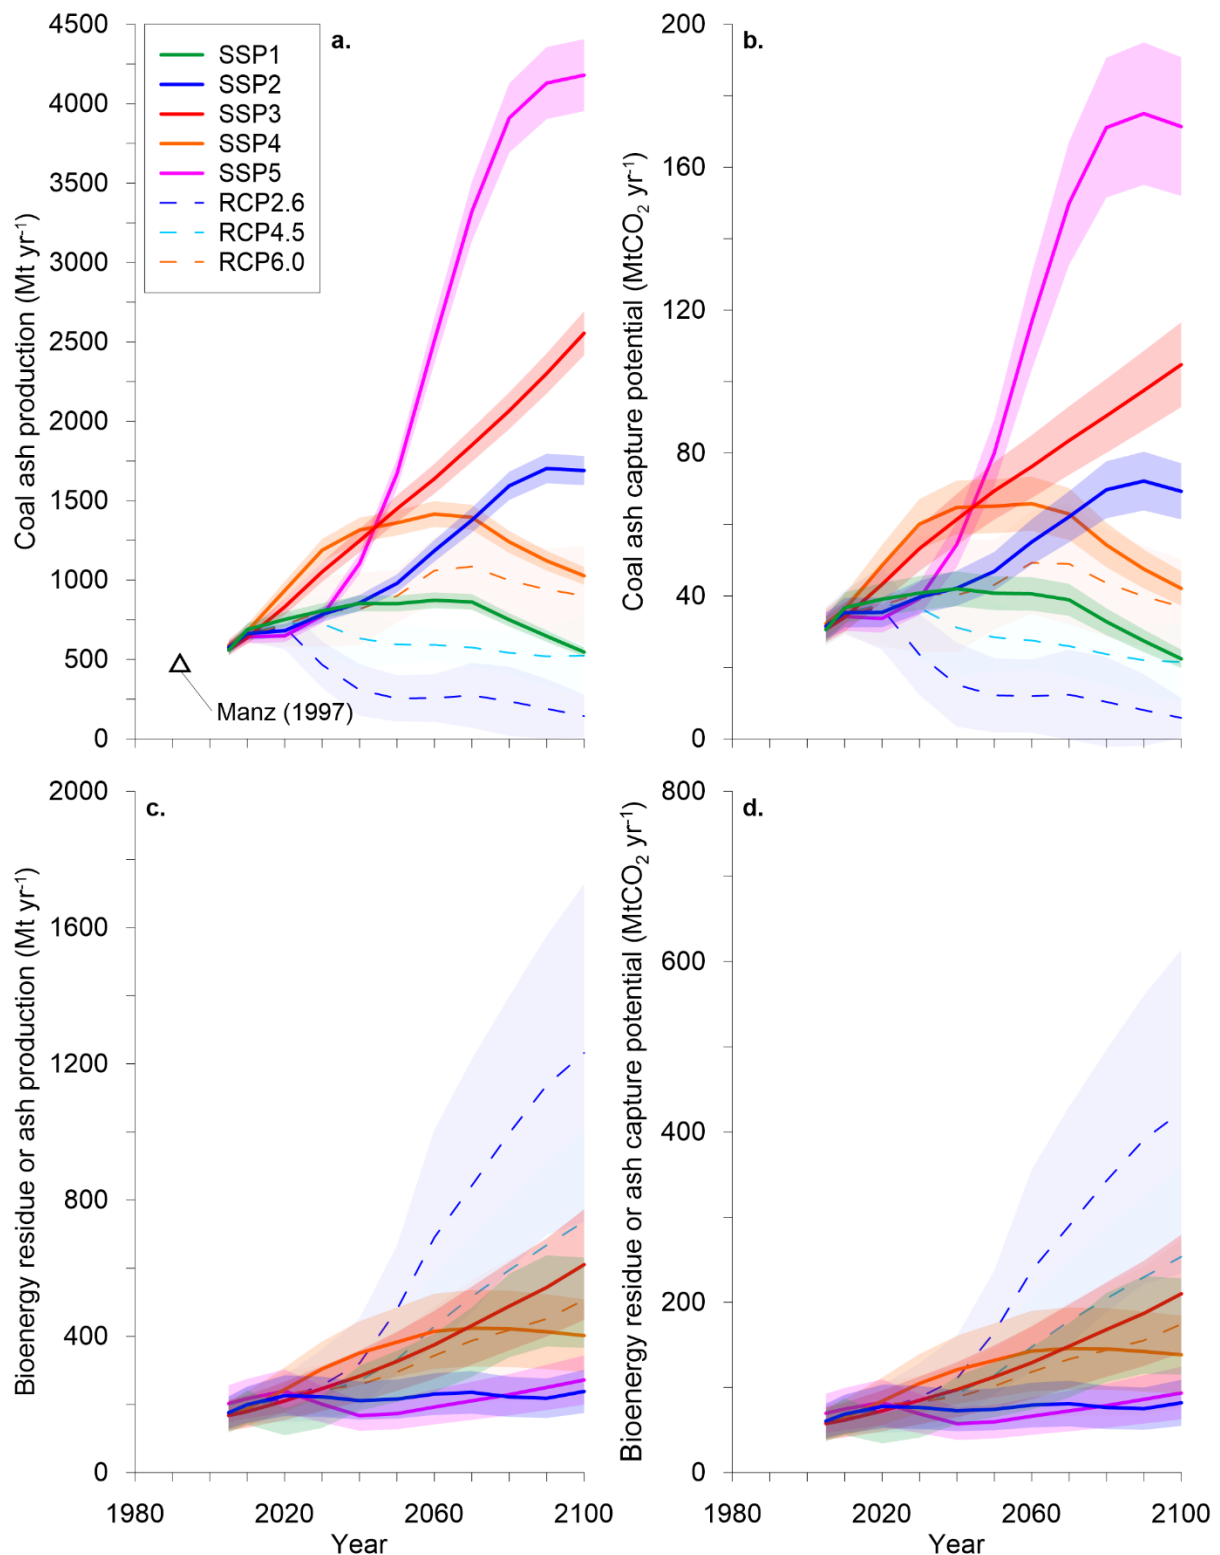 a.
Coal ash production (Mt yr-1)
4500
4000
3500
3000
2500
2000
1500
1000
500
0
SSP1
SSP2
SSP3
SSP4
SSP5
RCP2.6
RCP4.5
RCP6.0
Manz (1997)
b.
Coal ash capture potential (MtCO2 yr-1)
200
160
120
80
40
0
c.
Bioenergy residue or ash production (Mt yr-1)
2000
1600
1200
800
400
0
1980
2020
2060
2100
Year
d.
Bioenergy residue or ash capture potential (MtCO2 yr-1)
800
600
400
200
0
1980
2020
2060
2100
Year